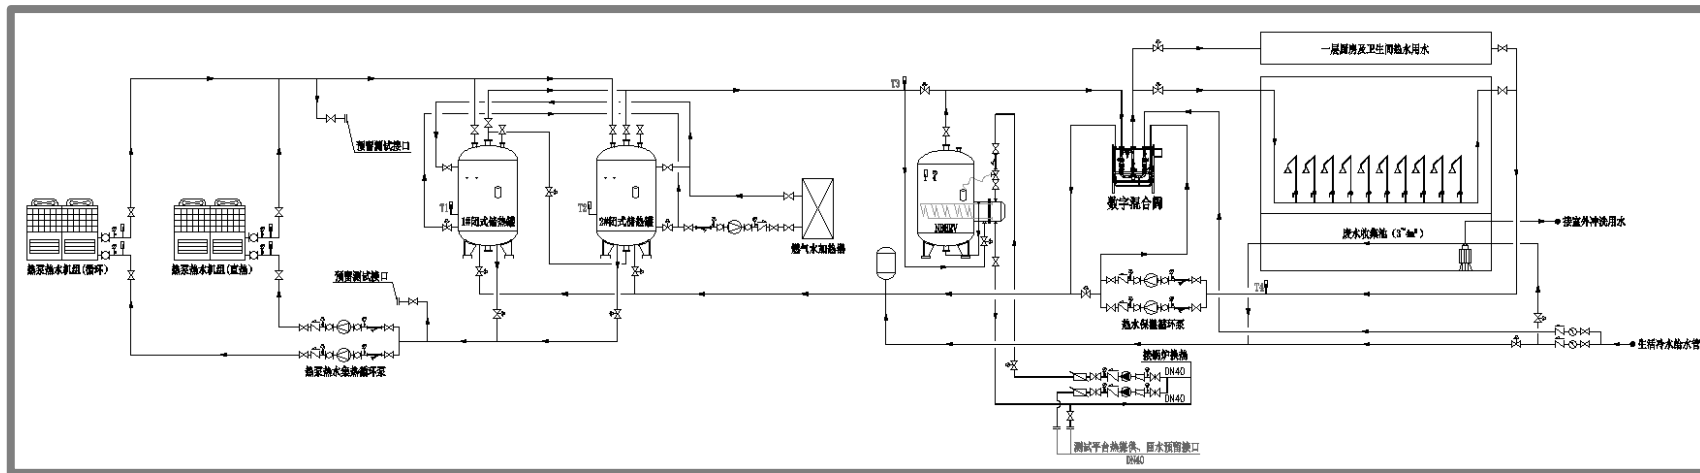 一层厨房及卫生间热水用水
T3
预留测试接口
数字混合阀
T1
1#闭式储热罐
T2
2#闭式储热罐
燃气水加热器
接室外冲洗用水
废水收集池（3~4m³）
热泵热水机组(循环)
热泵热水机组(直热)
预留测试接口
T4
热水保温循环泵
生活冷水给水管
热泵热水集热循环泵
接锅炉换热
DN40
DN40
测试平台热媒供、回水预留接口
DN40